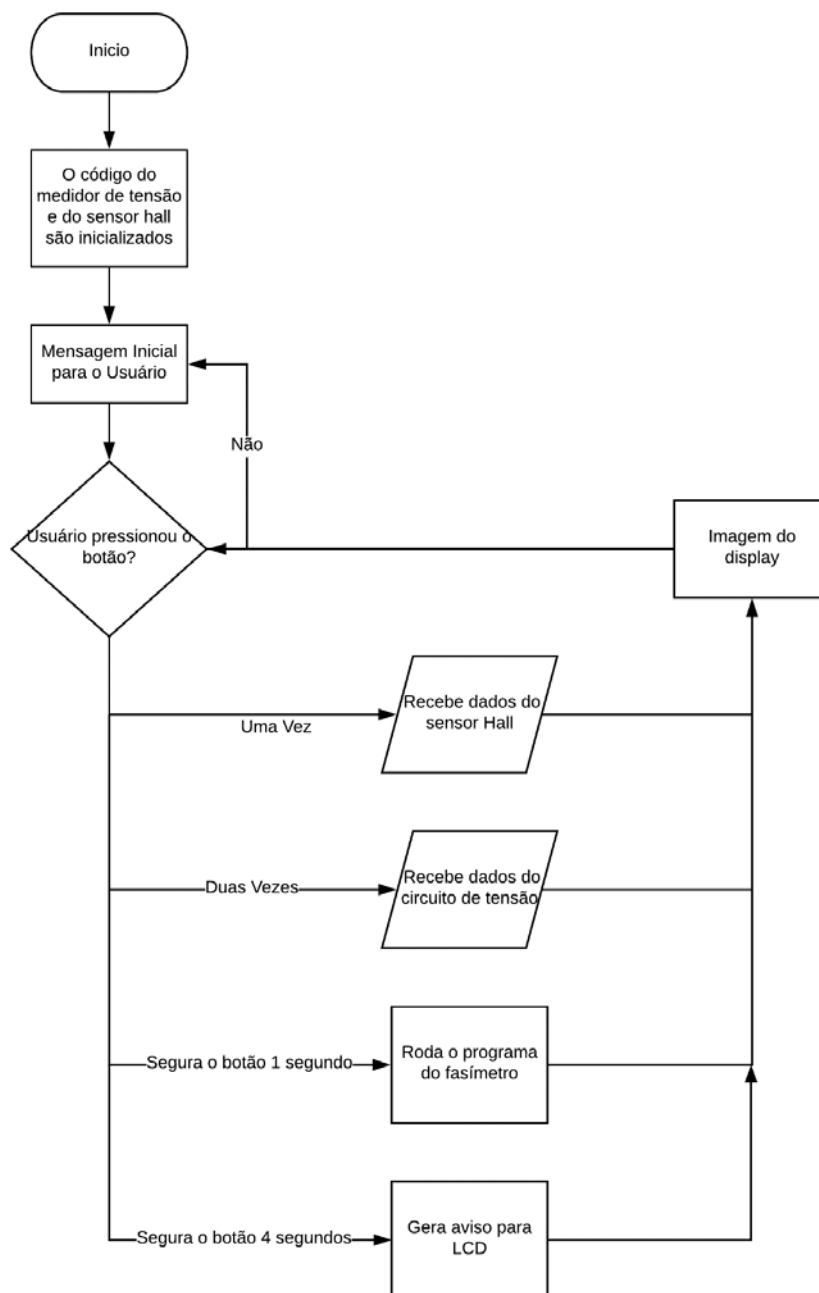 Inicio
O código do
medidor de tensão
e do sensor hall
são inicializados
Mensagem Inicial
para o Usuário
Não
Usuário pressionou o
botão?
Imagem do
display
Recebe dados do
sensor Hall
Uma Vez
Recebe dados do
circuito de tensão
Duas Vezes
Segura o botão 1 segundo
Roda o programa
do fasímetro
Segura o botão 4 segundos
Gera aviso para
LCD